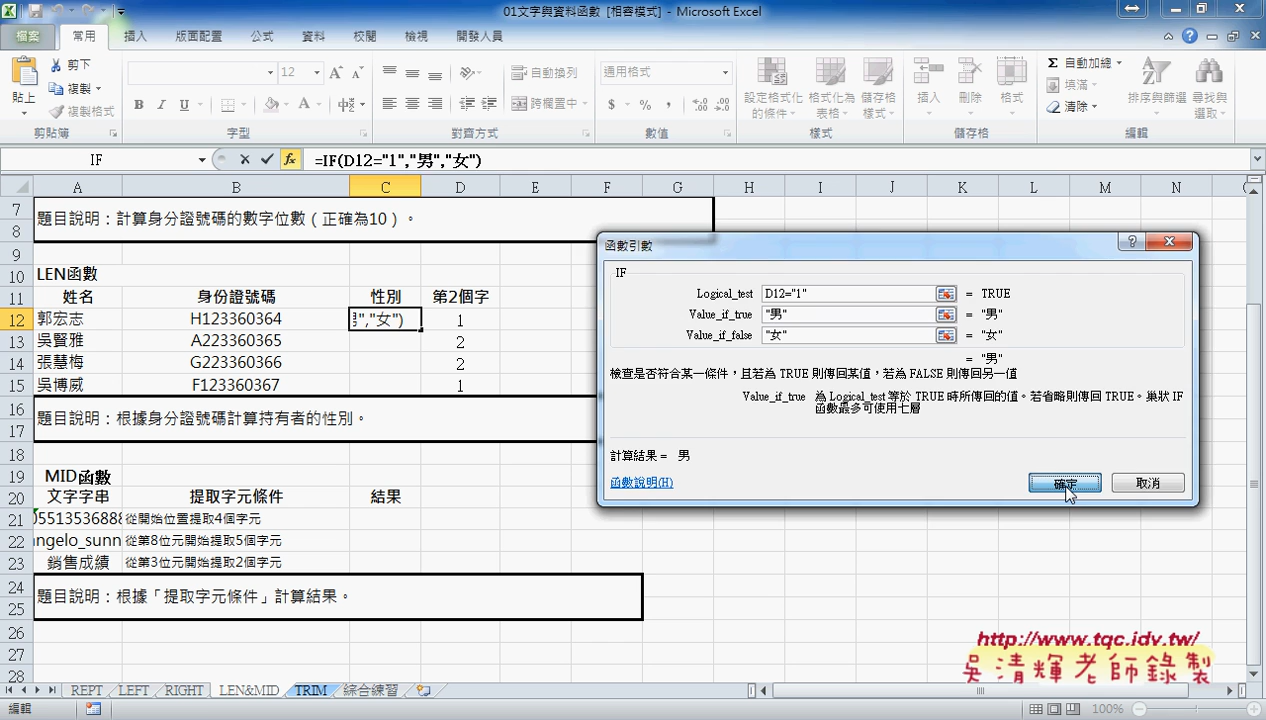 01文字與資料函數 [相容模式] - Microsoft Excel
檔案 常用 插入 版面配置 公式 資料 校閱 檢視 開發人員
貼上 剪下 複製 複製格式 剪貼簿
12 A A B I U A 中 字型
自動換列 跨欄置中 對齊方式
通用格式 $ % , 數值
設定格式化的條件 格式化為表格 儲存格樣式 樣式
插入 刪除 格式 儲存格
Σ 自動加總 填滿 清除 排序與篩選 尋找與選取 編輯
IF fx =IF(D12="1","男","女")
A B C D E F G H I J K L M N
7 題目說明：計算身分證號碼的數字位數（正確為10）。
8
9
10 LEN函數
11 姓名 身份證號碼 性別 第2個字
12 郭宏志 H123360364 ","女") 1
13 吳賢雅 A223360365 2
14 張慧梅 G223360366 2
15 吳博威 F123360367 1
16 題目說明：根據身分證號碼計算持有者的性別。
17
18
19 MID函數
20 文字字串 提取字元條件 結果
21 0551353688 從開始位置提取4個字元
22 angelo_sunn 從第8位元開始提取5個字元
23 銷售成績 從第3位元開始提取2個字元
24 題目說明：根據「提取字元條件」計算結果。
25
26
27
28
函數引數
IF
Logical_test D12="1" = TRUE
Value_if_true "男" = "男"
Value_if_false "女" = "女"
= "男"
檢查是否符合某一條件，且若為 TRUE 則傳回某值，若為 FALSE 則傳回另一值
Value_if_true 為 Logical_test 等於 TRUE 時所傳回的值。若省略則傳回 TRUE。巢狀 IF
函數最多可使用七層
計算結果 = 男
函數說明(H) 確定 取消
http://www.tqc.idv.tw/
吳清輝老師錄製
REPT LEFT RIGHT LEN&MID TRIM 綜合練習
編輯 100%